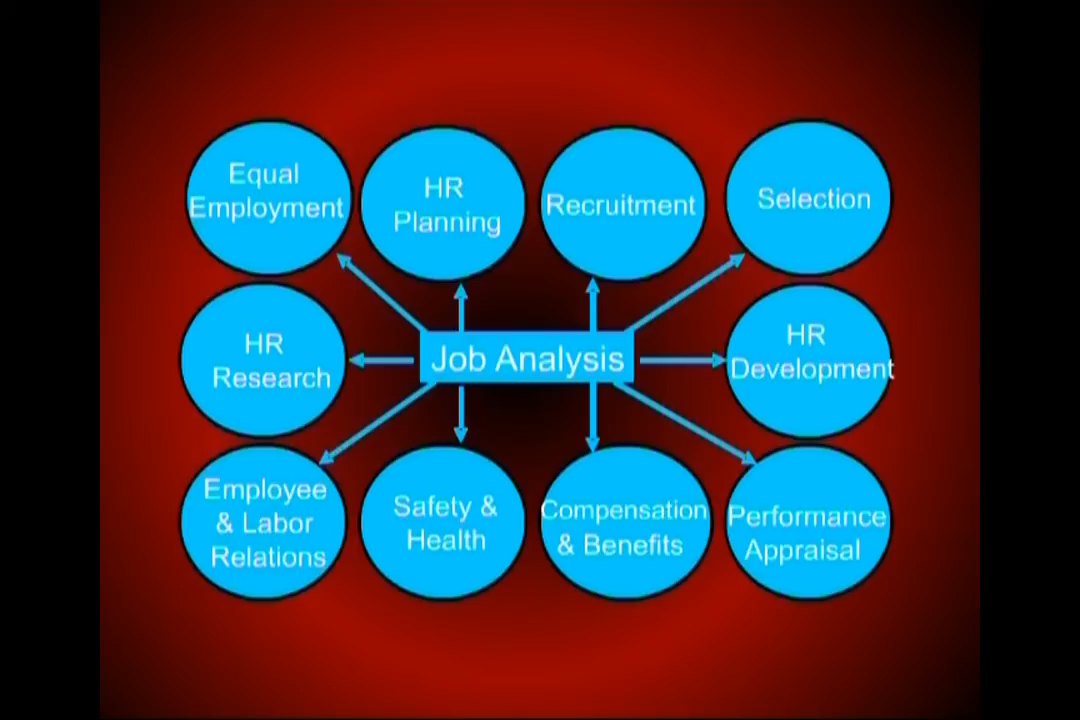 Equal
Employment
HR
Planning
Recruitment
Selection
HR
Research
Job Analysis
HR
Development
Employee
& Labor
Relations
Safety &
Health
Compensation
& Benefits
Performance
Appraisal